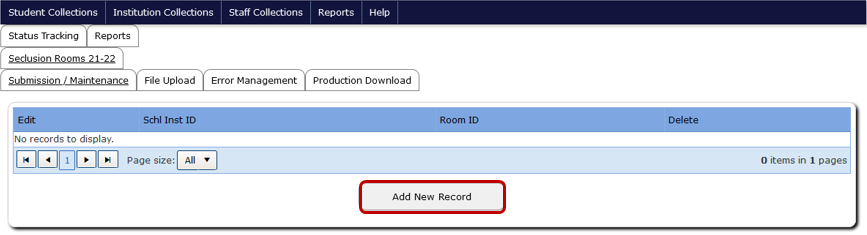 Student Collections Institution Collections Staff Collections Reports Help
Status Tracking Reports
Seclusion Rooms 21-22
Submission / Maintenance File Upload Error Management Production Download
Edit Schl Inst ID Room ID Delete
No records to display.
1 Page size: All 0 items in 1 pages
Add New Record